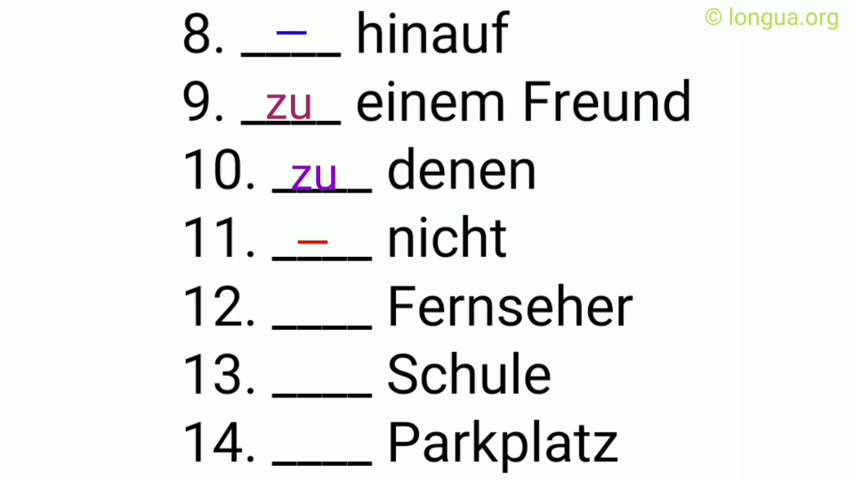 © longua.org
8. _–_ hinauf
9. _zu_ einem Freund
10. _zu_ denen
11. _–_ nicht
12. ____ Fernseher
13. ____ Schule
14. ____ Parkplatz